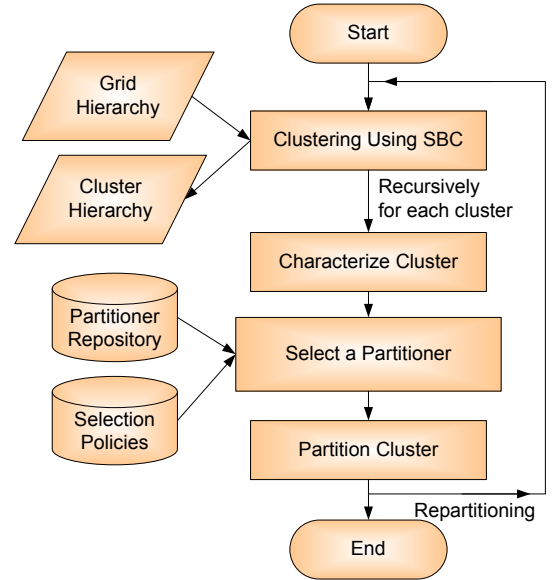 Start
Grid
Hierarchy
Clustering Using SBC
Cluster
Hierarchy
Recursively
for each cluster
Characterize Cluster
Partitioner
Repository
Select a Partitioner
Selection
Policies
Partition Cluster
Repartitioning
End